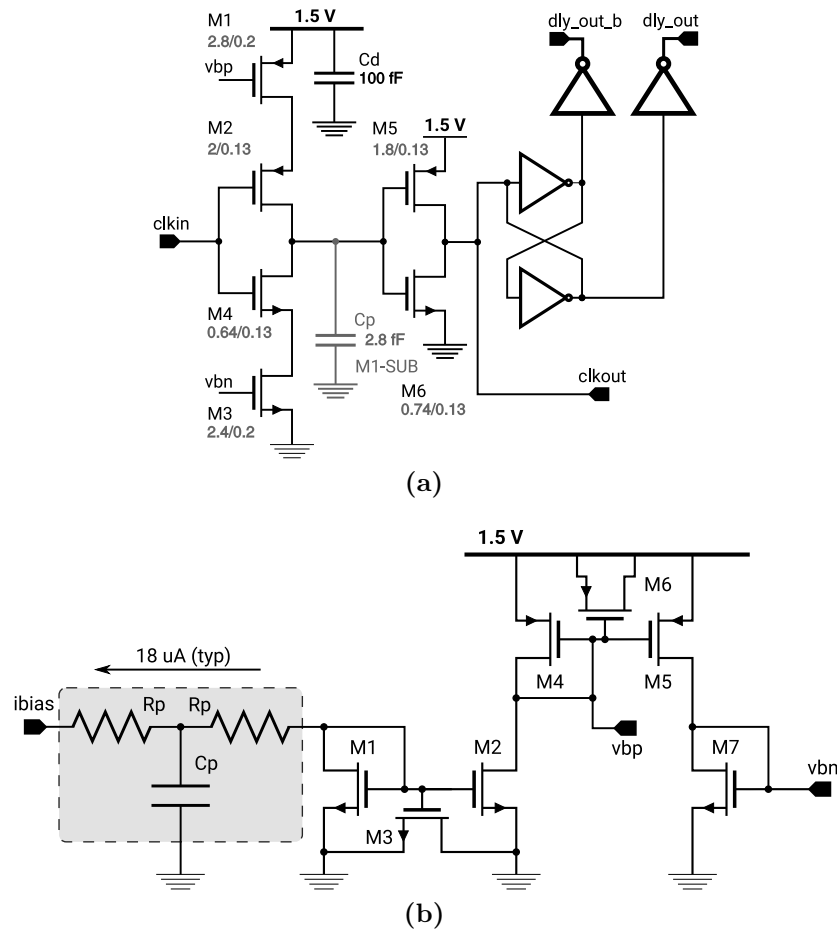 M1
2.8/0.2
1.5 V
vbp
Cd
100 fF
dly_out_b
dly_out
M2
2/0.13
M5
1.8/0.13
1.5 V
clkin
M4
0.64/0.13
Cp
2.8 fF
M1-SUB
vbn
M3
2.4/0.2
M6
0.74/0.13
clkout
(a)
1.5 V
M6
18 uA (typ)
M4
M5
ibias
Rp
Rp
Cp
M1
M2
vbp
M7
vbn
M3
(b)